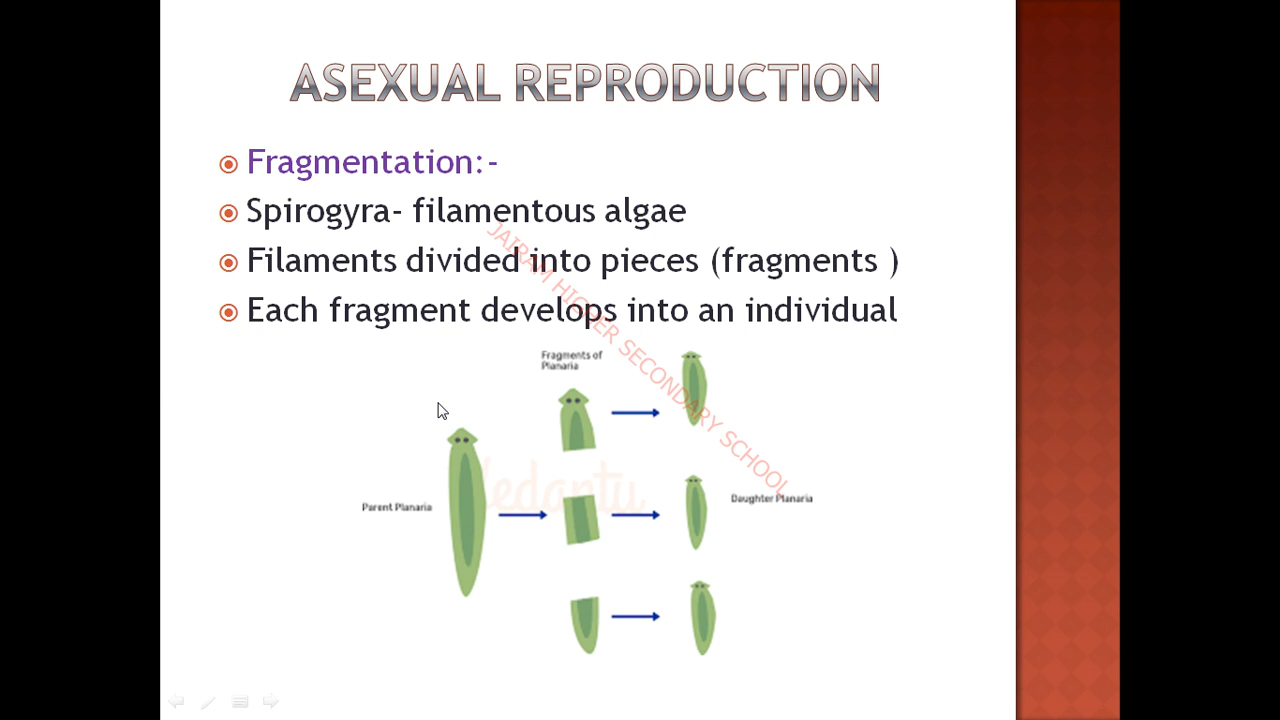 ASEXUAL REPRODUCTION
Fragmentation:-
Spirogyra- filamentous algae
Filaments divided into pieces (fragments )
Each fragment develops into an individual
JAIRAM HIGHER SECONDARY SCHOOL
Fragments of
Planaria
Parent Planaria
Vedantu
Daughter Planaria